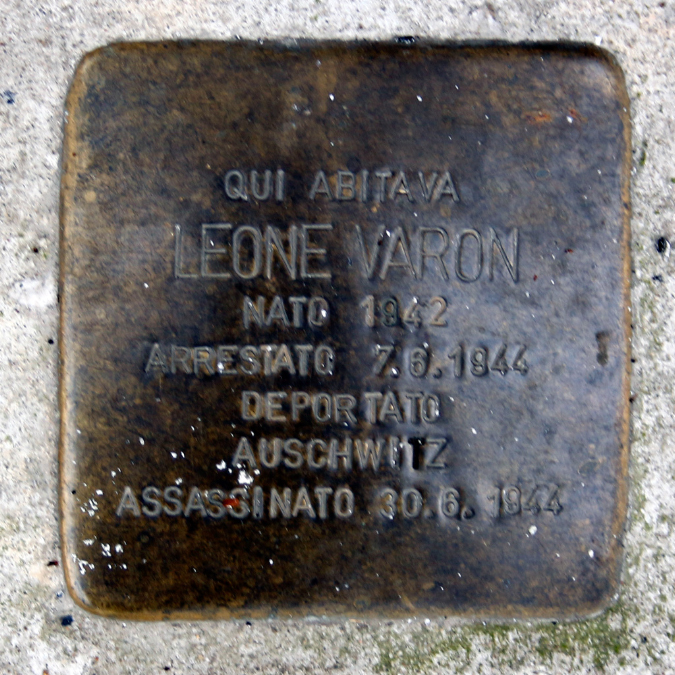 QUI ABITAVA
LEONE VARON
NATO 1942
ARRESTATO 7.6.1944
DEPORTATO
AUSCHWITZ
ASSASSINATO 30.6.1944